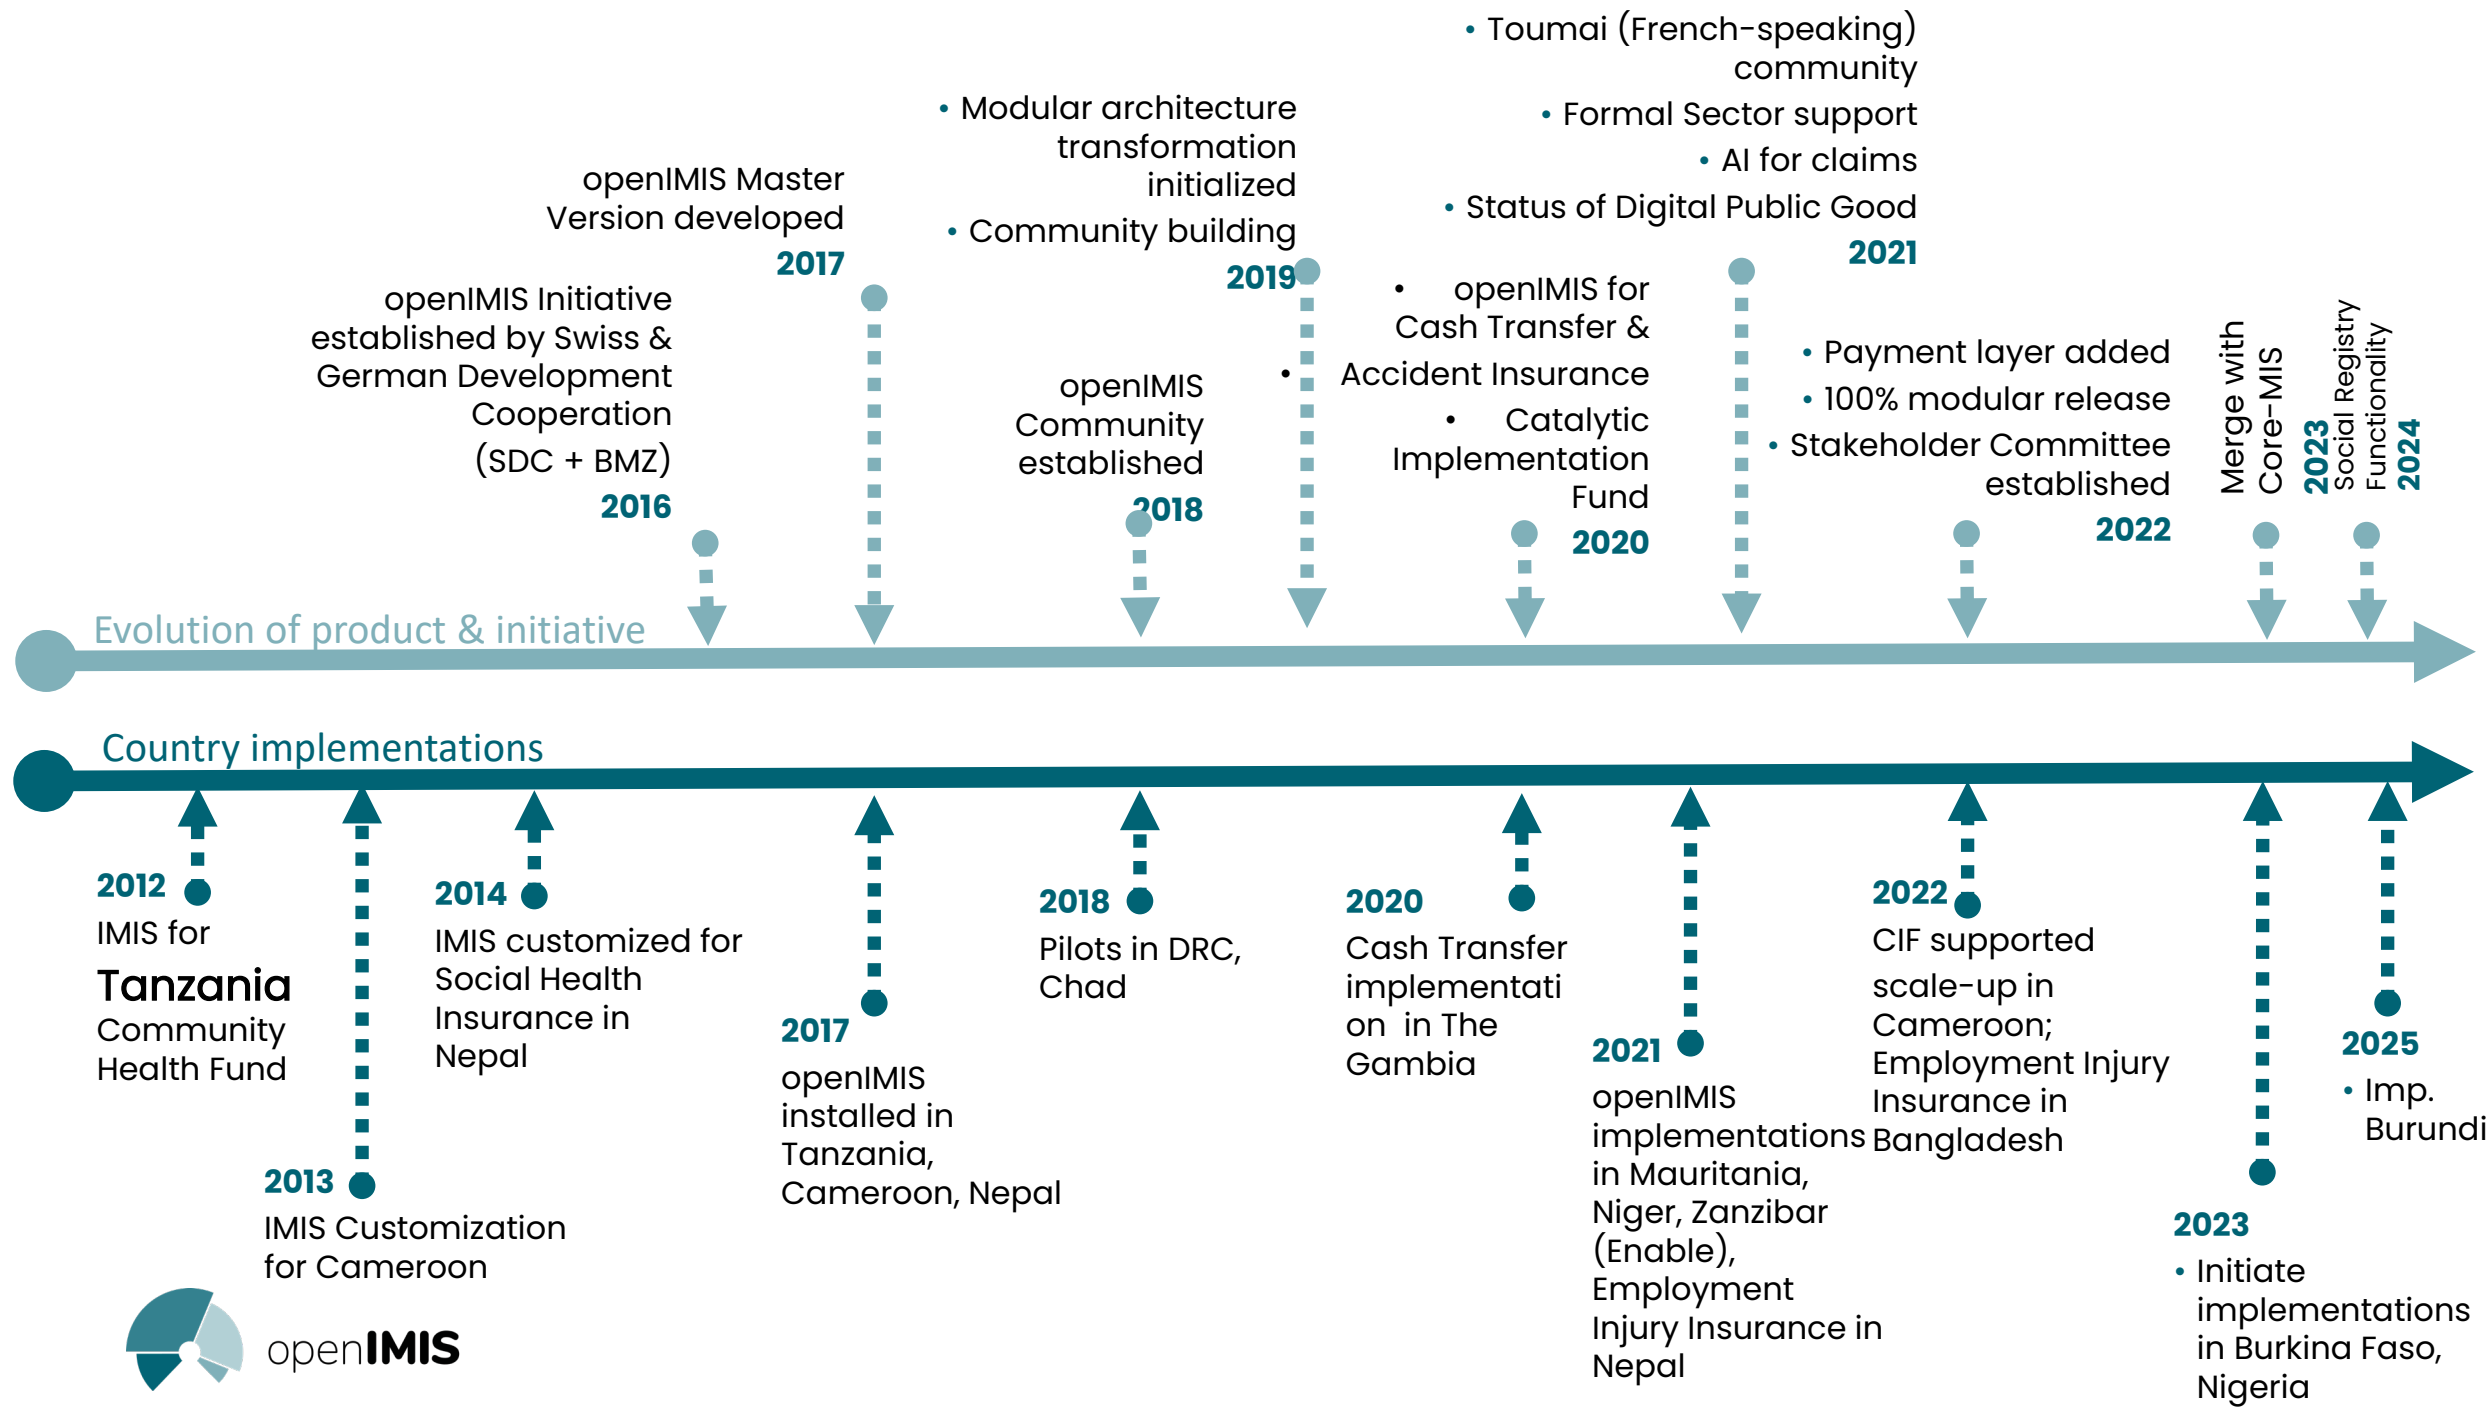 • Toumai (French-speaking)
community
• Formal Sector support
• AI for claims
• Status of Digital Public Good
2021
• Modular architecture
transformation
initialized
• Community building
2019
openIMIS Master
Version developed
2017
openIMIS Initiative
established by Swiss &
German Development
Cooperation
(SDC + BMZ)
2016
openIMIS
Community
established
2018
• openIMIS for
Cash Transfer &
• Accident Insurance
• Catalytic
Implementation
Fund
2020
• Payment layer added
• 100% modular release
• Stakeholder Committee
established
2022
Merge with
Core-MIS
2023
Social Registry
Functionality
2024
Evolution of product & initiative
Country implementations
2012
IMIS for
Tanzania
Community
Health Fund
2013
IMIS Customization
for Cameroon
2014
IMIS customized for
Social Health
Insurance in
Nepal
2017
openIMIS
installed in
Tanzania,
Cameroon, Nepal
2018
Pilots in DRC,
Chad
2020
Cash Transfer
implementati
on in The
Gambia
2021
openIMIS
implementations
in Mauritania,
Niger, Zanzibar
(Enable),
Employment
Injury Insurance in
Nepal
2022
CIF supported
scale-up in
Cameroon;
Employment Injury
Insurance in
Bangladesh
2023
• Initiate
implementations
in Burkina Faso,
Nigeria
2025
• Imp.
Burundi
openIMIS